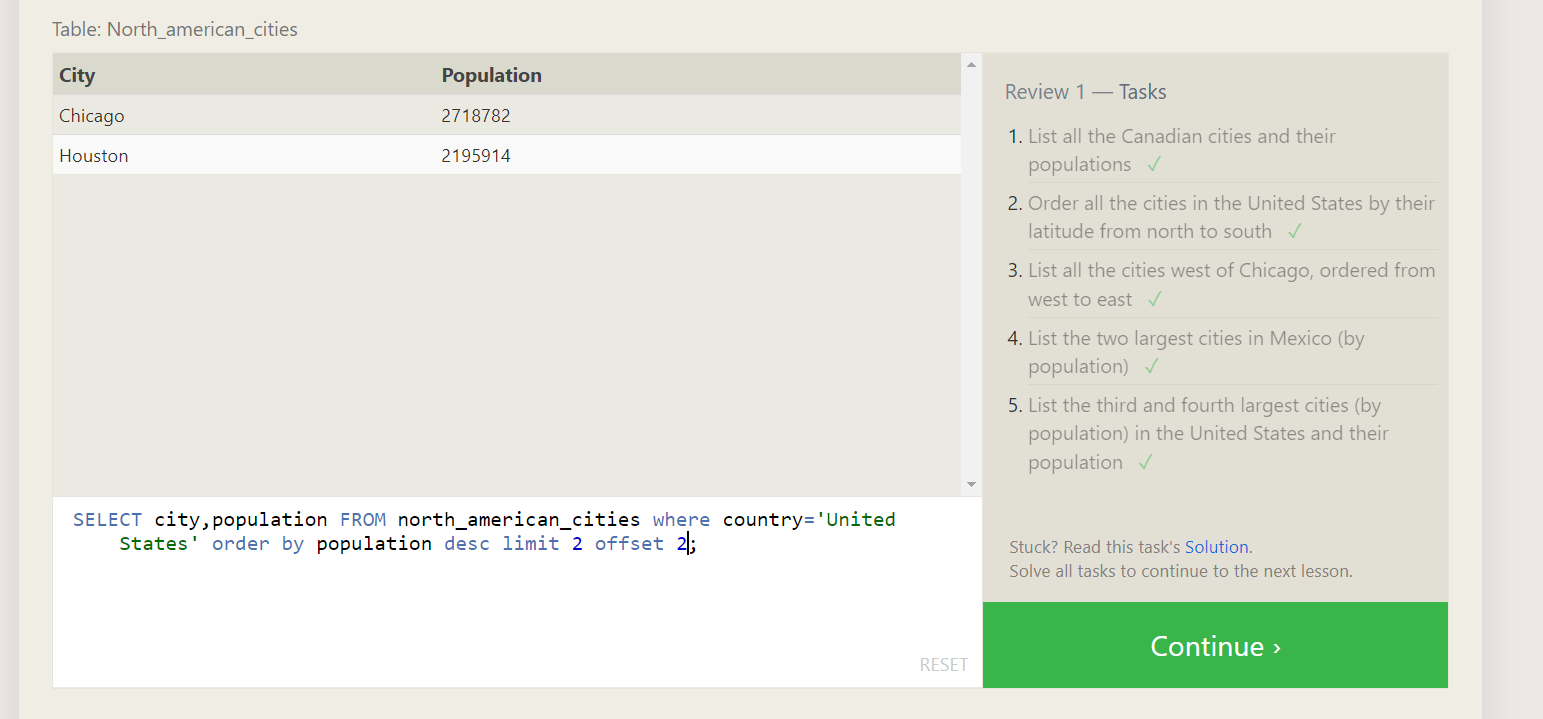 Table: North_american_cities
City Population
Chicago 2718782
Houston 2195914
SELECT city,population FROM north_american_cities where country='United
States' order by population desc limit 2 offset 2;
RESET
Review 1 — Tasks
1. List all the Canadian cities and their
populations ✓
2. Order all the cities in the United States by their
latitude from north to south ✓
3. List all the cities west of Chicago, ordered from
west to east ✓
4. List the two largest cities in Mexico (by
population) ✓
5. List the third and fourth largest cities (by
population) in the United States and their
population ✓
Stuck? Read this task's Solution.
Solve all tasks to continue to the next lesson.
Continue ›